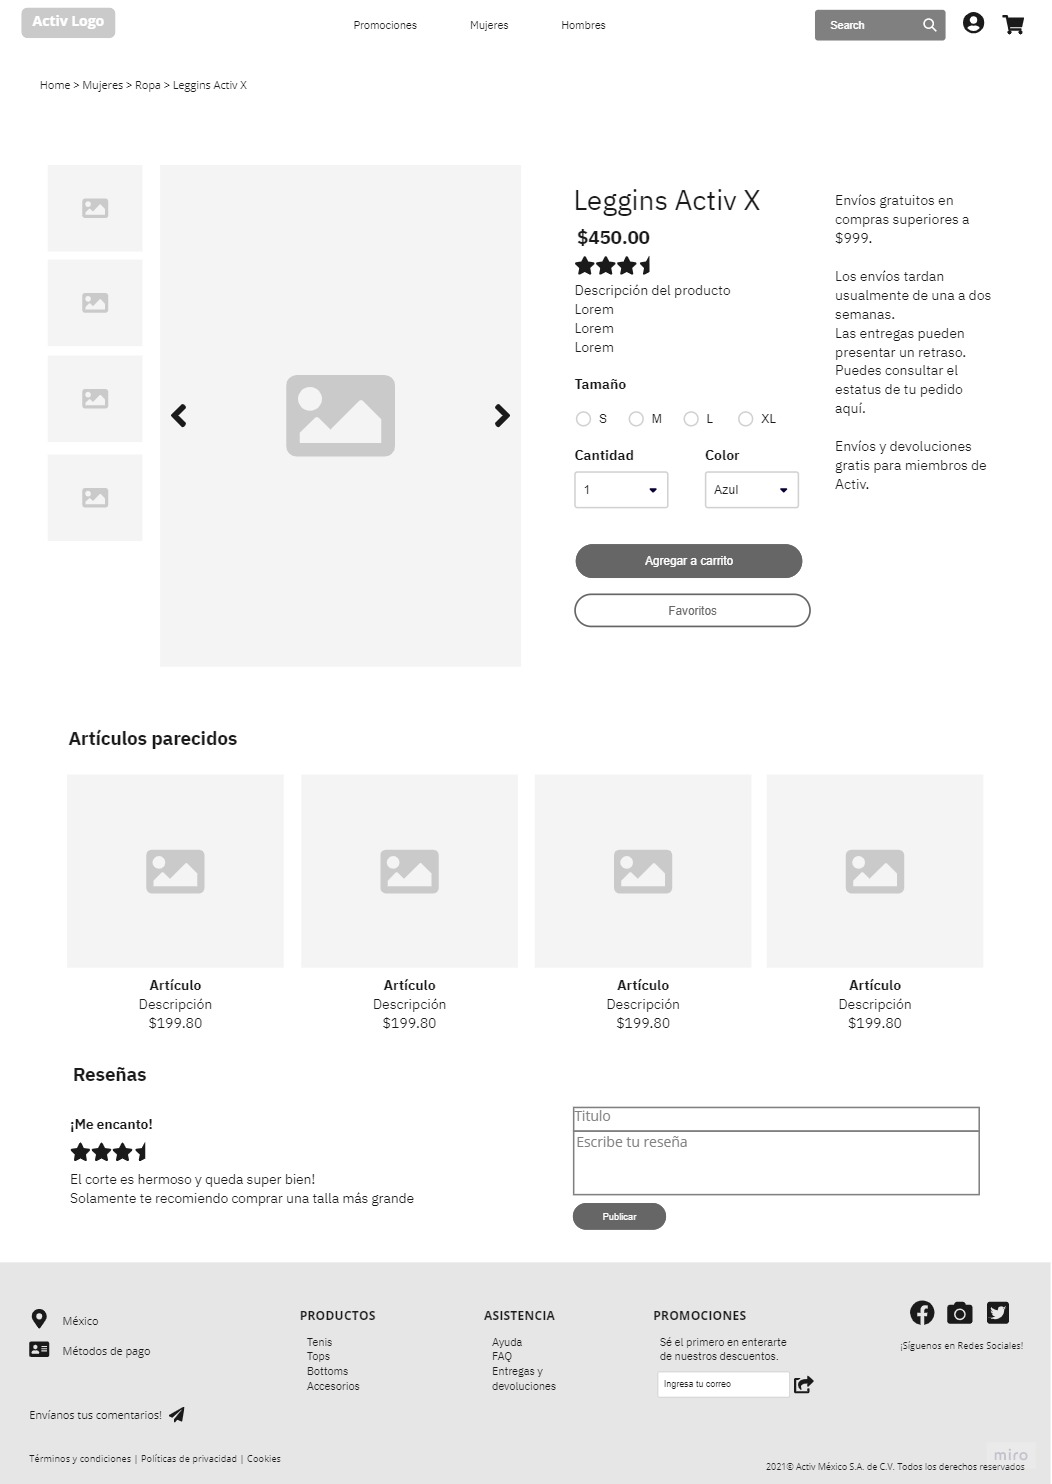 Activ Logo
Promociones
Mujeres
Hombres
Search
Home > Mujeres > Ropa > Leggins Activ X
Leggins Activ X
$450.00
Descripción del producto
Lorem
Lorem
Lorem
Tamaño
S M L XL
Cantidad
Color
1
Azul
Agregar a carrito
Favoritos
Envíos gratuitos en
compras superiores a
$999.
Los envíos tardan
usualmente de una a dos
semanas.
Las entregas pueden
presentar un retraso.
Puedes consultar el
estatus de tu pedido
aquí.
Envíos y devoluciones
gratis para miembros de
Activ.
Artículos parecidos
Artículo
Descripción
$199.80
Artículo
Descripción
$199.80
Artículo
Descripción
$199.80
Artículo
Descripción
$199.80
Reseñas
¡Me encanto!
El corte es hermoso y queda super bien!
Solamente te recomiendo comprar una talla más grande
Titulo
Escribe tu reseña
Publicar
México
Métodos de pago
Envíanos tus comentarios!
PRODUCTOS
Tenis
Tops
Bottoms
Accesorios
ASISTENCIA
Ayuda
FAQ
Entregas y
devoluciones
PROMOCIONES
Sé el primero en enterarte
de nuestros descuentos.
Ingresa tu correo
¡Síguenos en Redes Sociales!
Términos y condiciones | Políticas de privacidad | Cookies
miro
2021© Activ México S.A. de C.V. Todos los derechos reservados